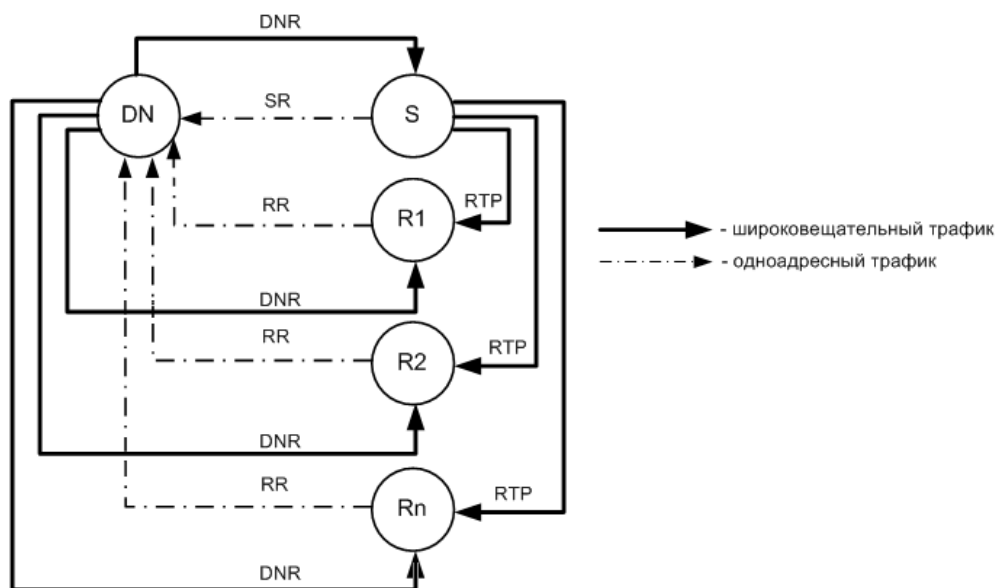 DNR
DN
SR
S
RR
R1
RTP
- широковещательный трафик
- одноадресный трафик
DNR
RR
R2
RTP
DNR
RR
Rn
RTP
DNR